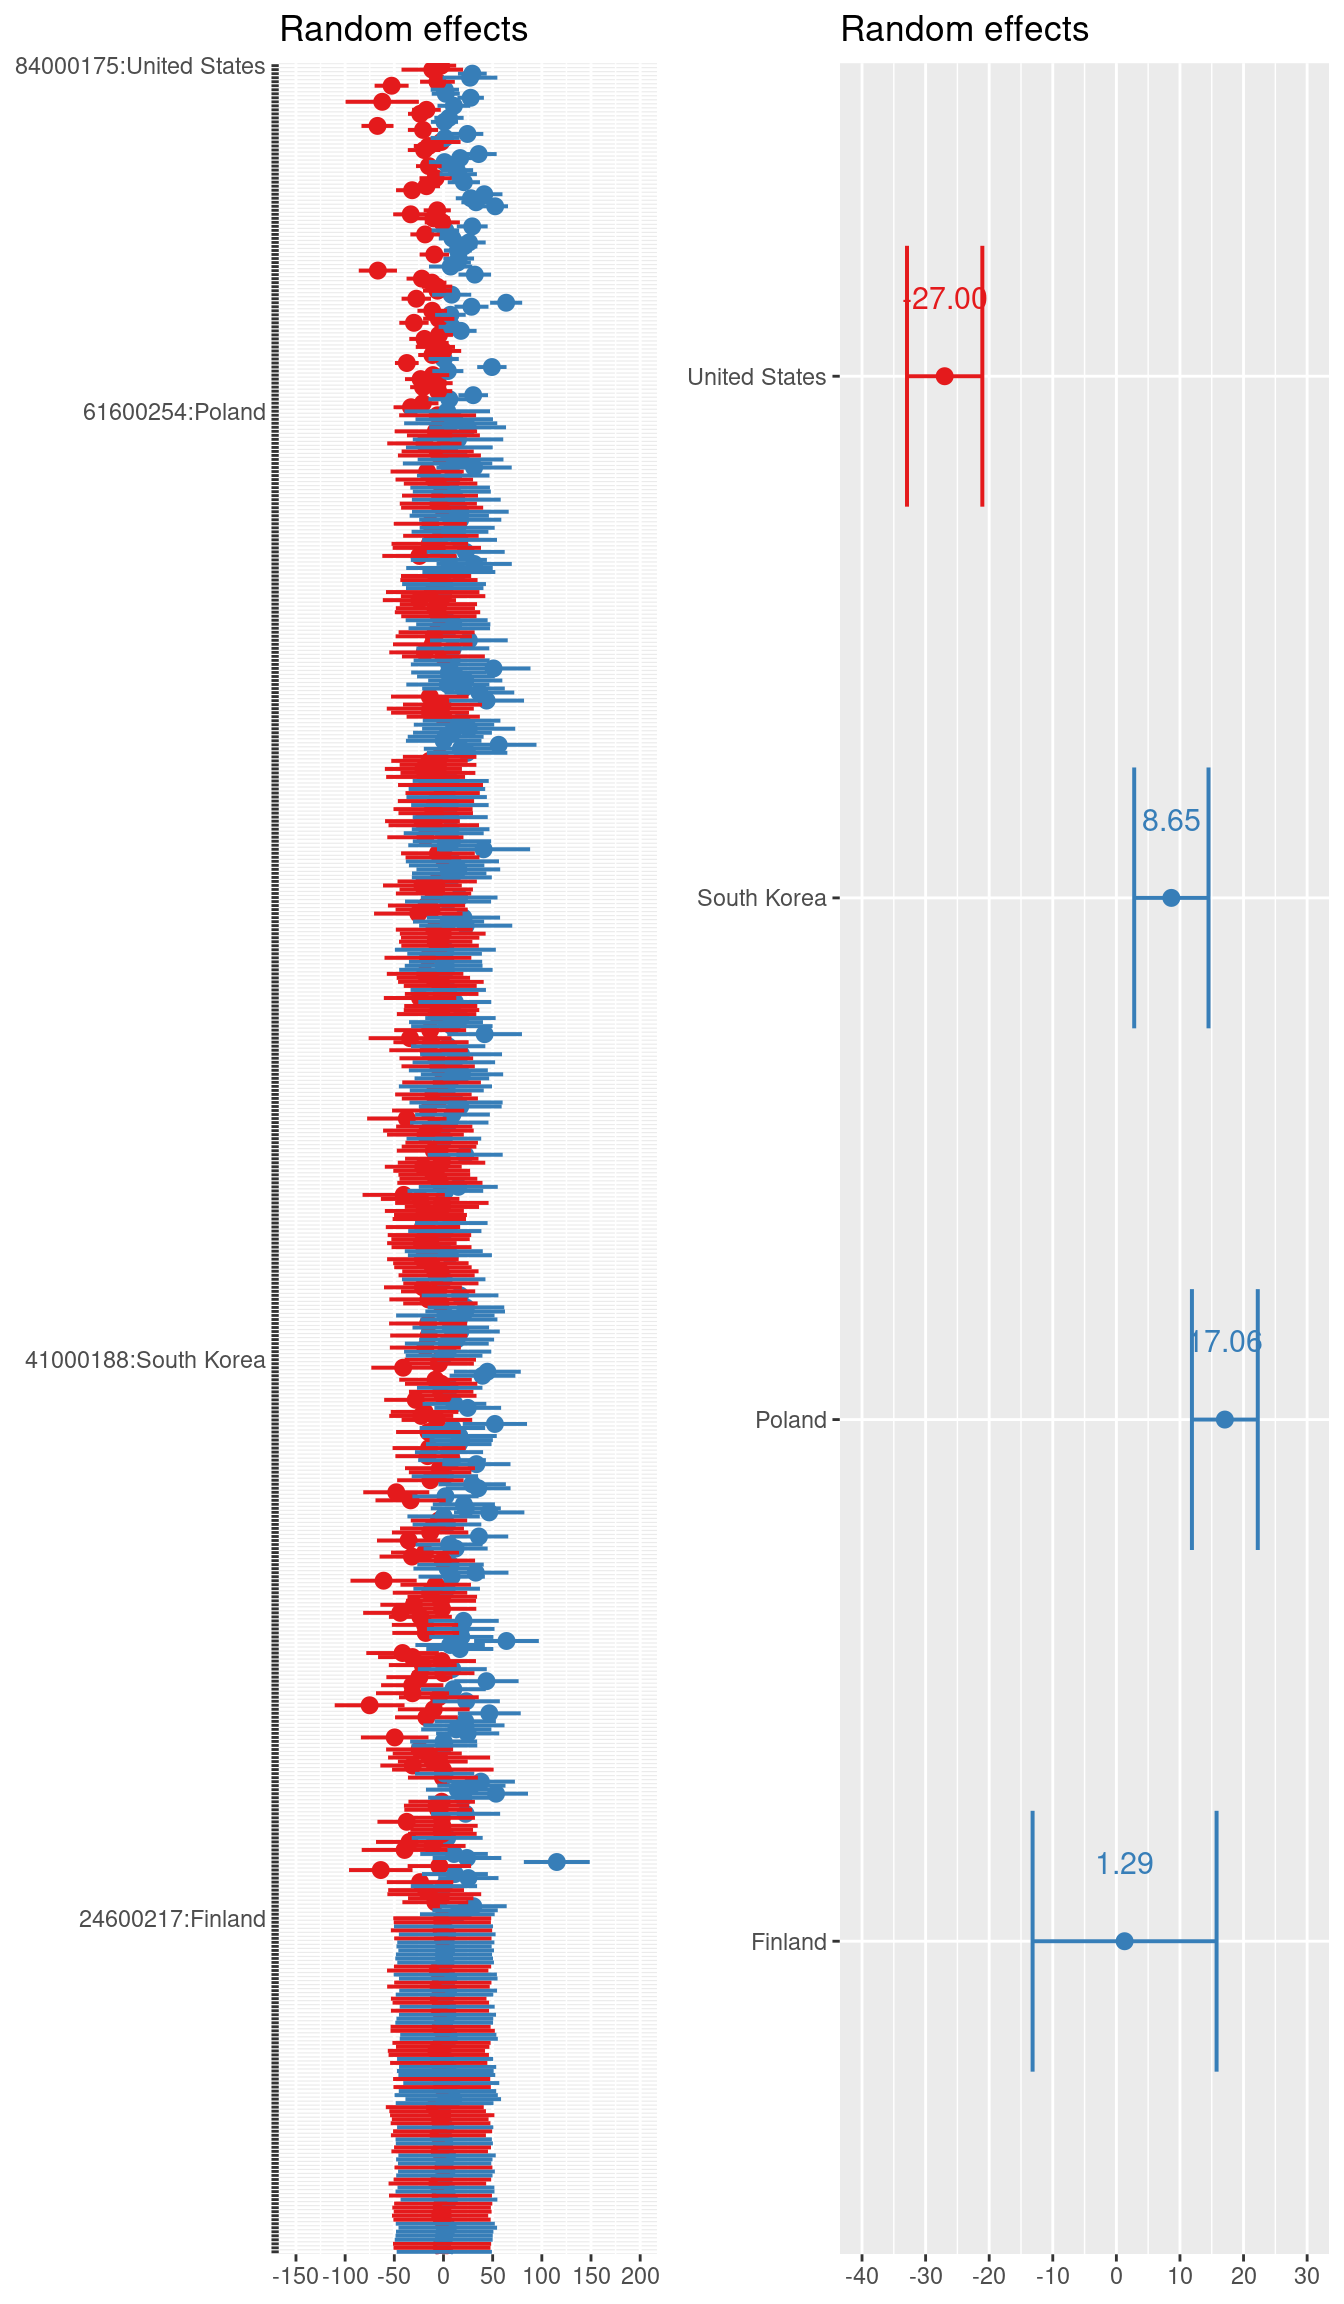 Random effects
84000175:United States
61600254:Poland
41000188:South Korea
24600217:Finland
-150 -100 -50 0 50 100 150 200
Random effects
United States
South Korea
Poland
Finland
-27.00
8.65
17.06
1.29
-40 -30 -20 -10 0 10 20 30